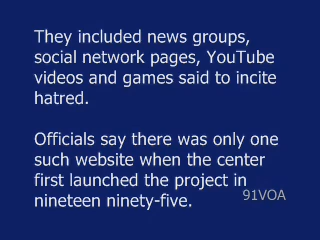 They included news groups,
social network pages, YouTube
videos and games said to incite
hatred.
Officials say there was only one
such website when the center
first launched the project in
nineteen ninety-five.
91VOA